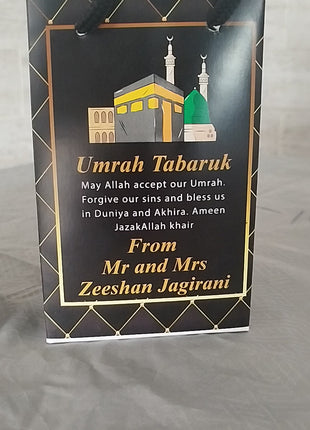 Umrah Tabaruk
May Allah accept our Umrah.
Forgive our sins and bless us
in Duniya and Akhira. Ameen
JazakAllah khair
From
Mr and Mrs
Zeeshan Jagirani